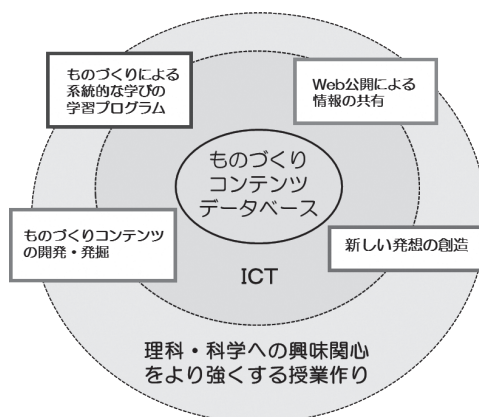 ものづくりによる
系統的な学びの
学習プログラム
Web公開による
情報の共有
ものづくり
コンテンツ
データベース
ものづくりコンテンツ
の開発・発掘
新しい発想の創造
ICT
理科・科学への興味関心
をより強くする授業作り